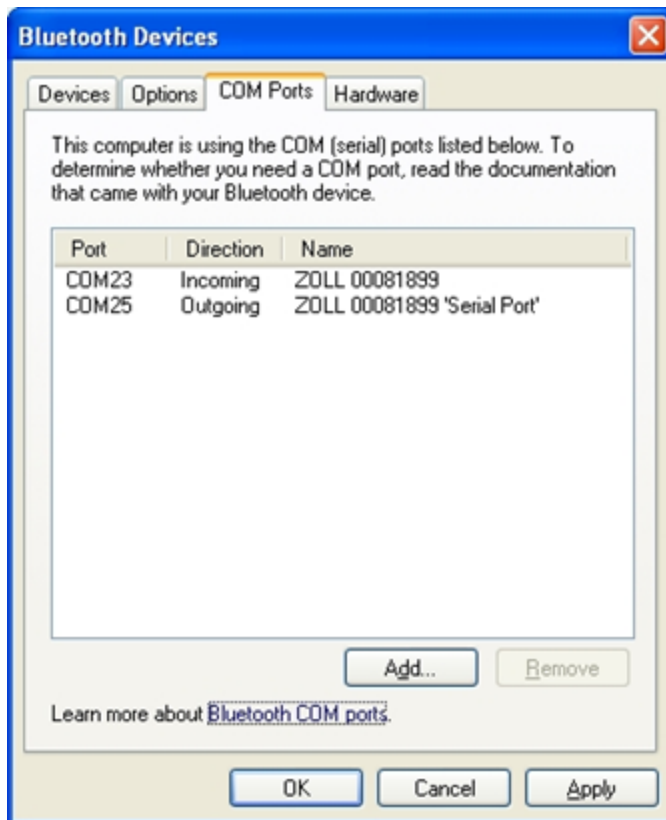 Bluetooth Devices
Devices Options COM Ports Hardware
This computer is using the COM (serial) ports listed below. To
determine whether you need a COM port, read the documentation
that came with your Bluetooth device.
Port Direction Name
COM23 Incoming ZOLL 00081899
COM25 Outgoing ZOLL 00081899 'Serial Port'
Add... Remove
Learn more about Bluetooth COM ports.
OK Cancel Apply